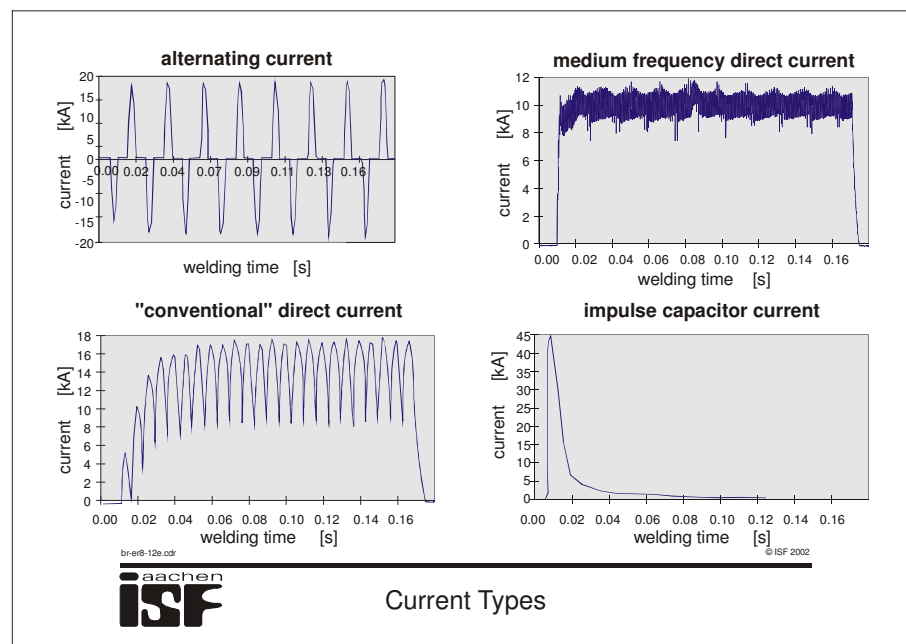 alternating current
20
15
10
5
0
-5
-10
-15
-20
current [kA]
0.00 0.02 0.04 0.07 0.09 0.11 0.13 0.16
welding time [s]
medium frequency direct current
12
10
8
6
4
2
0
current [kA]
0.00 0.02 0.04 0.06 0.08 0.10 0.12 0.14 0.16
welding time [s]
"conventional" direct current
18
16
14
12
10
8
6
4
2
0
current [kA]
0.00 0.02 0.04 0.06 0.08 0.10 0.12 0.14 0.16
welding time [s]
impulse capacitor current
45
40
35
30
25
20
15
10
5
0
current [kA]
0.00 0.02 0.04 0.06 0.08 0.10 0.12 0.14 0.16
welding time [s]
br-er8-12e.cdr
© ISF 2002
aachen
ISF
Current Types